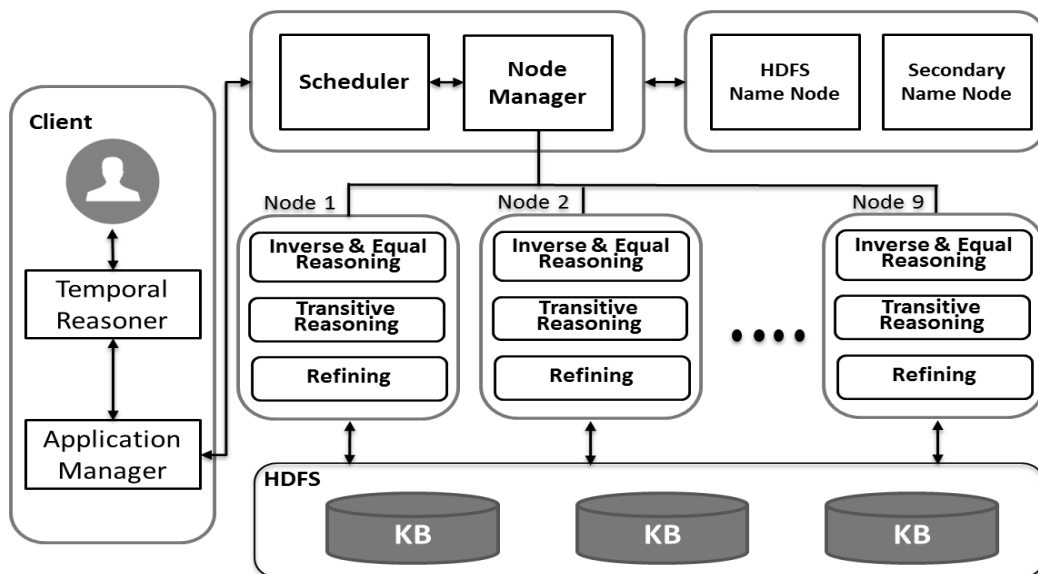 Client
Temporal
Reasoner
Application
Manager
Scheduler
Node
Manager
HDFS
Name Node
Secondary
Name Node
Node 1
Inverse & Equal
Reasoning
Transitive
Reasoning
Refining
Node 2
Inverse & Equal
Reasoning
Transitive
Reasoning
Refining
Node 9
Inverse & Equal
Reasoning
Transitive
Reasoning
Refining
HDFS
KB
KB
KB